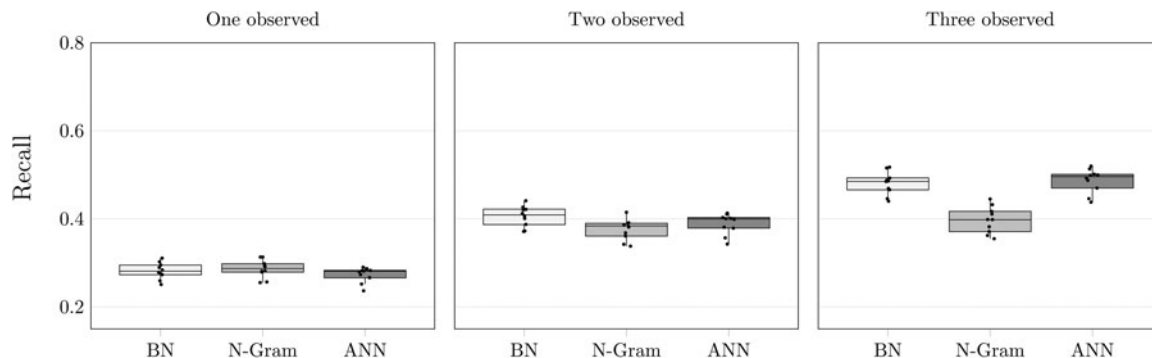 One observed
Two observed
Three observed
Recall
0.8
0.6
0.4
0.2
BN N-Gram ANN
BN N-Gram ANN
BN N-Gram ANN